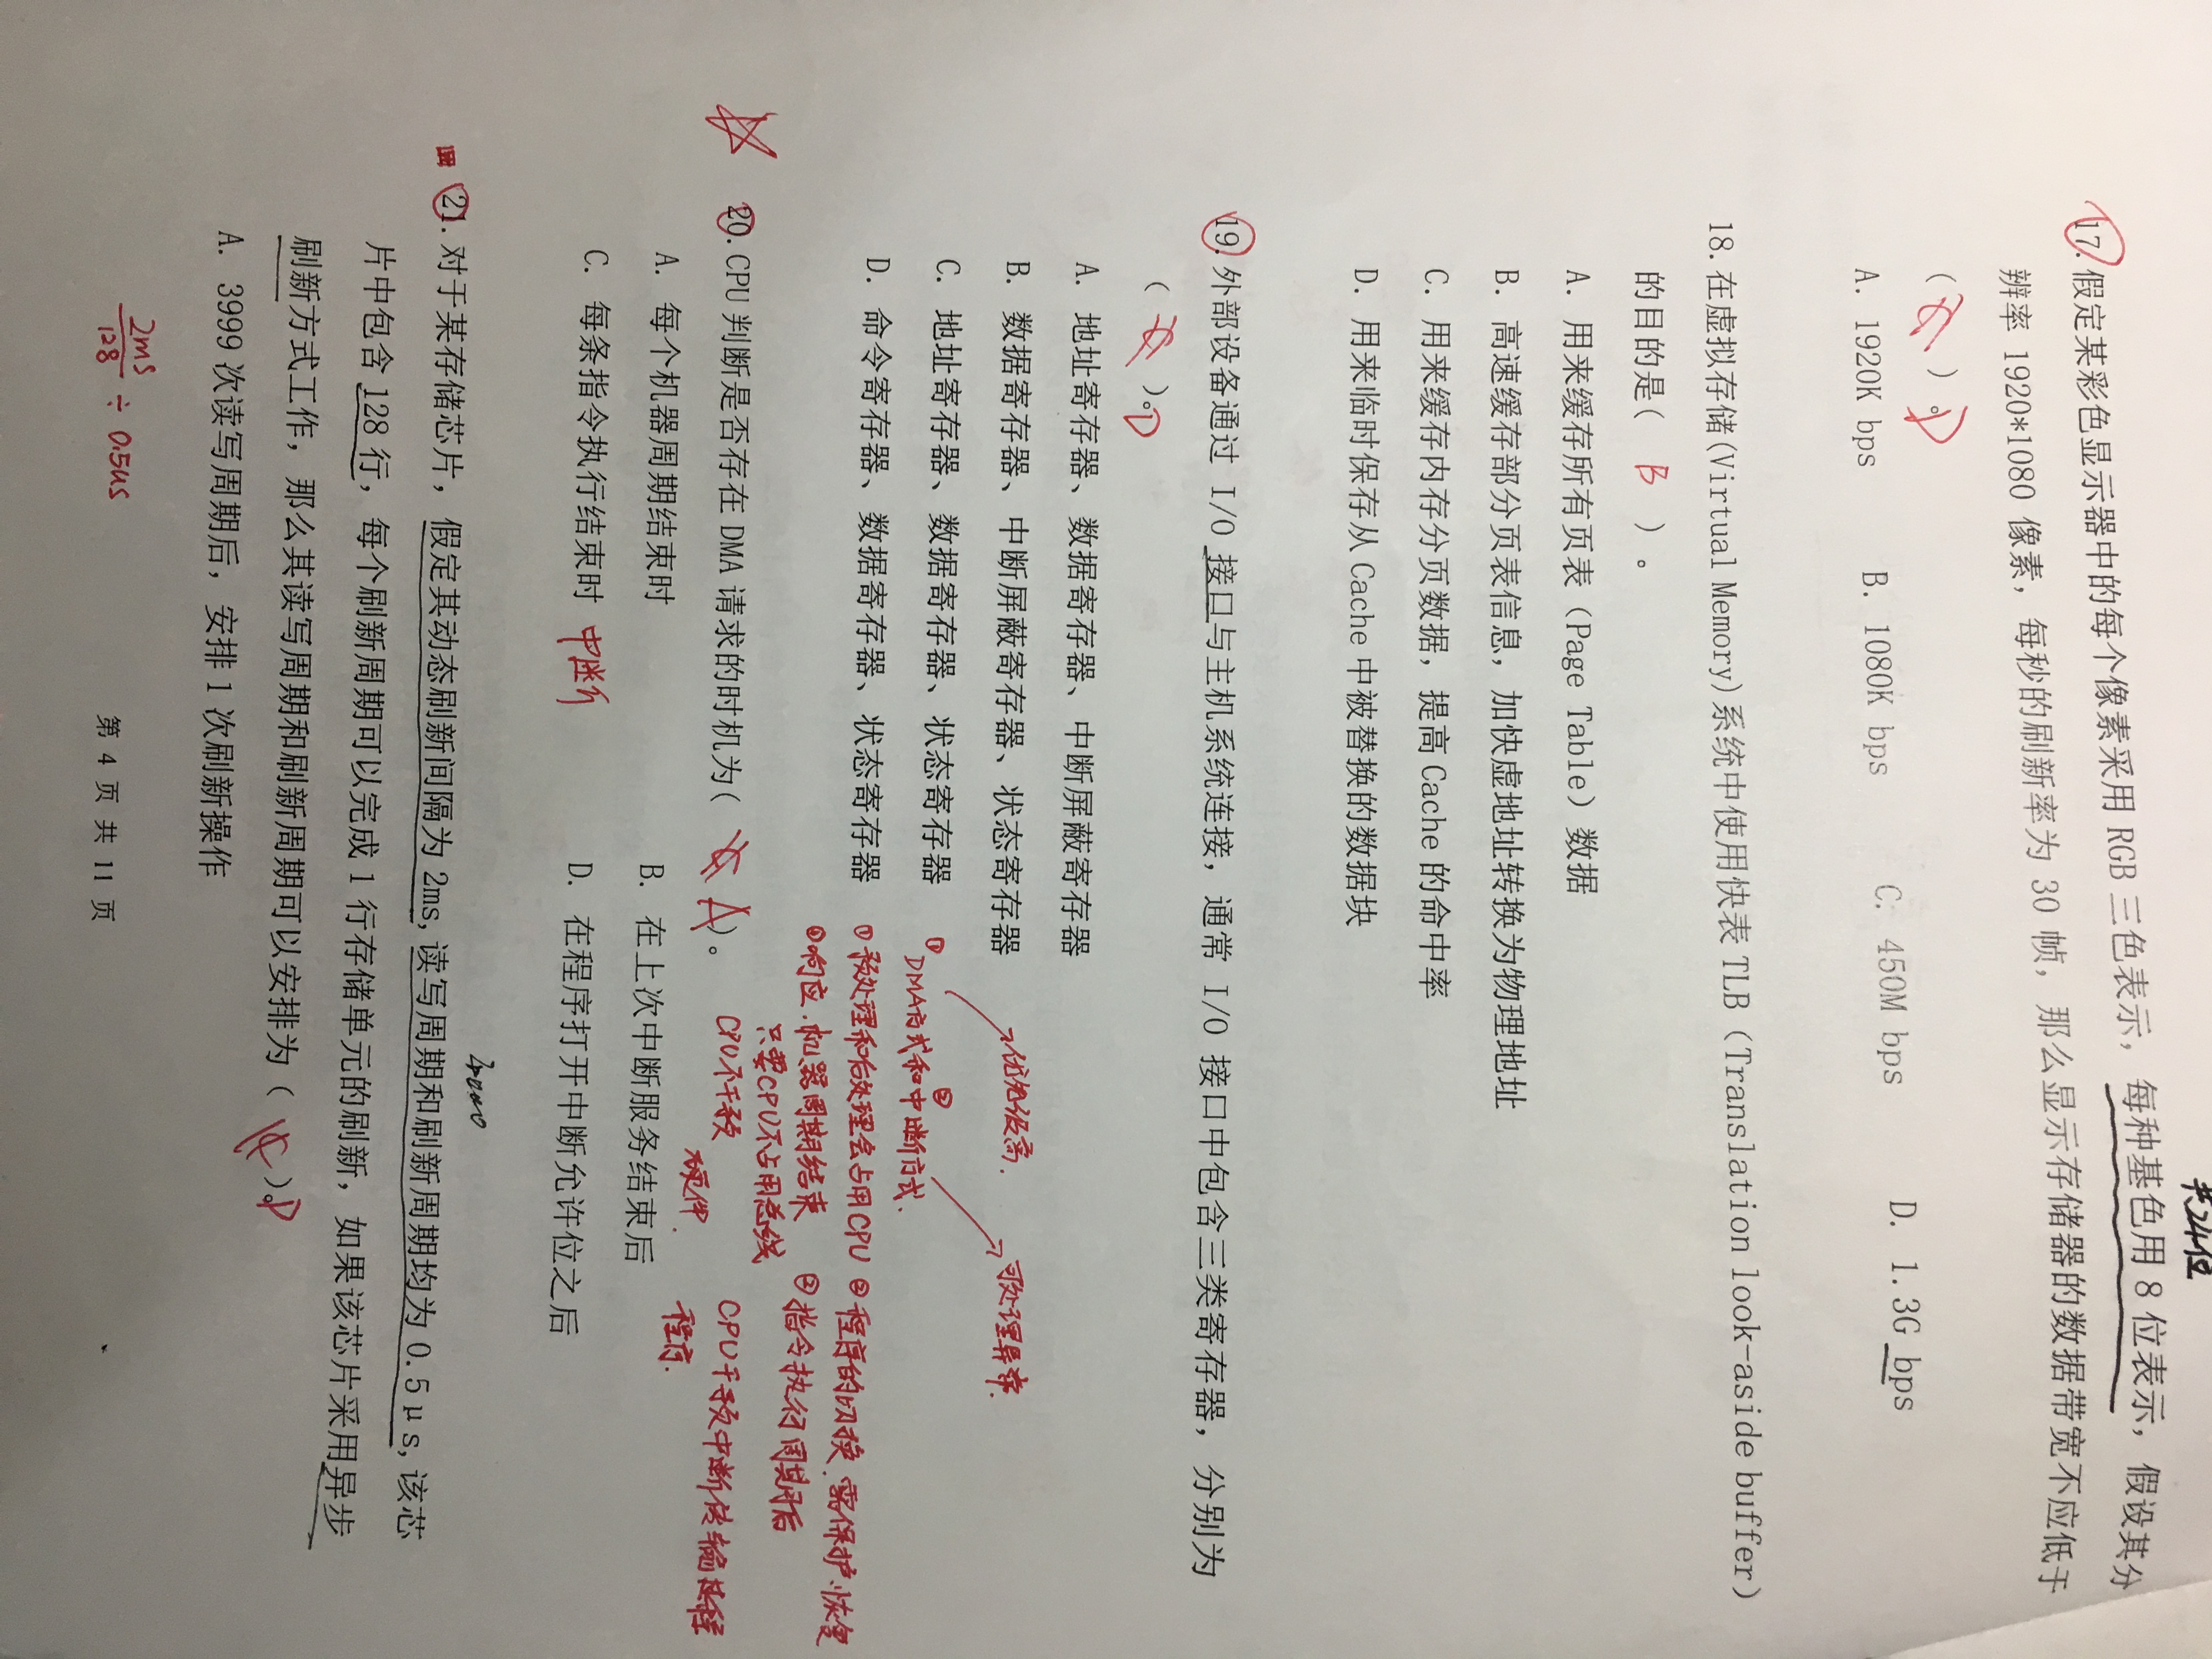 共24位
17. 假定某彩色显示器中的每个像素采用 RGB 三色表示，每种基色用 8 位表示，假设其分
辨率 1920*1080 像素，每秒的刷新率为 30 帧，那么显示存储器的数据带宽不应低于
( )。D
A. 1920K bps B. 1080K bps C. 450M bps D. 1.3G bps
18. 在虚拟存储(Virtual Memory)系统中使用快表 TLB（Translation look-aside buffer）
的目的是( B )。
A. 用来缓存所有页表（Page Table）数据
B. 高速缓存部分页表信息，加快虚地址转换为物理地址
C. 用来缓存内存分页数据，提高 Cache 的命中率
D. 用来临时保存从 Cache 中被替换的数据块
19. 外部设备通过 I/O 接口与主机系统连接，通常 I/O 接口中包含三类寄存器，分别为
( )。D
A. 地址寄存器、数据寄存器、中断屏蔽寄存器
B. 数据寄存器、中断屏蔽寄存器、状态寄存器
C. 地址寄存器、数据寄存器、状态寄存器
D. 命令寄存器、数据寄存器、状态寄存器
优先级高. 可处理异常.
① DMA方式和②中断方式.
①预处理和后处理会占用CPU ②程序的切换.需保护.恢复
①响应.机器周期结束 ②指令执行周期后
只要CPU不占用总线
CPU不干预 CPU干预中断传输过程
硬件. 程序.
20. CPU 判断是否存在 DMA 请求的时机为( A )。
A. 每个机器周期结束时 B. 在上次中断服务结束后
C. 每条指令执行结束时 中断 D. 在程序打开中断允许位之后
21. 对于某存储芯片，假定其动态刷新间隔为 2ms, 读写周期和刷新周期均为 0.5μs, 该芯
片中包含 128 行，每个刷新周期可以完成 1 行存储单元的刷新，如果该芯片采用异步
刷新方式工作，那么其读写周期和刷新周期可以安排为（ ）。D
A. 3999 次读写周期后，安排 1 次刷新操作
2ms/128 ÷ 0.5us
第 4 页 共 11 页